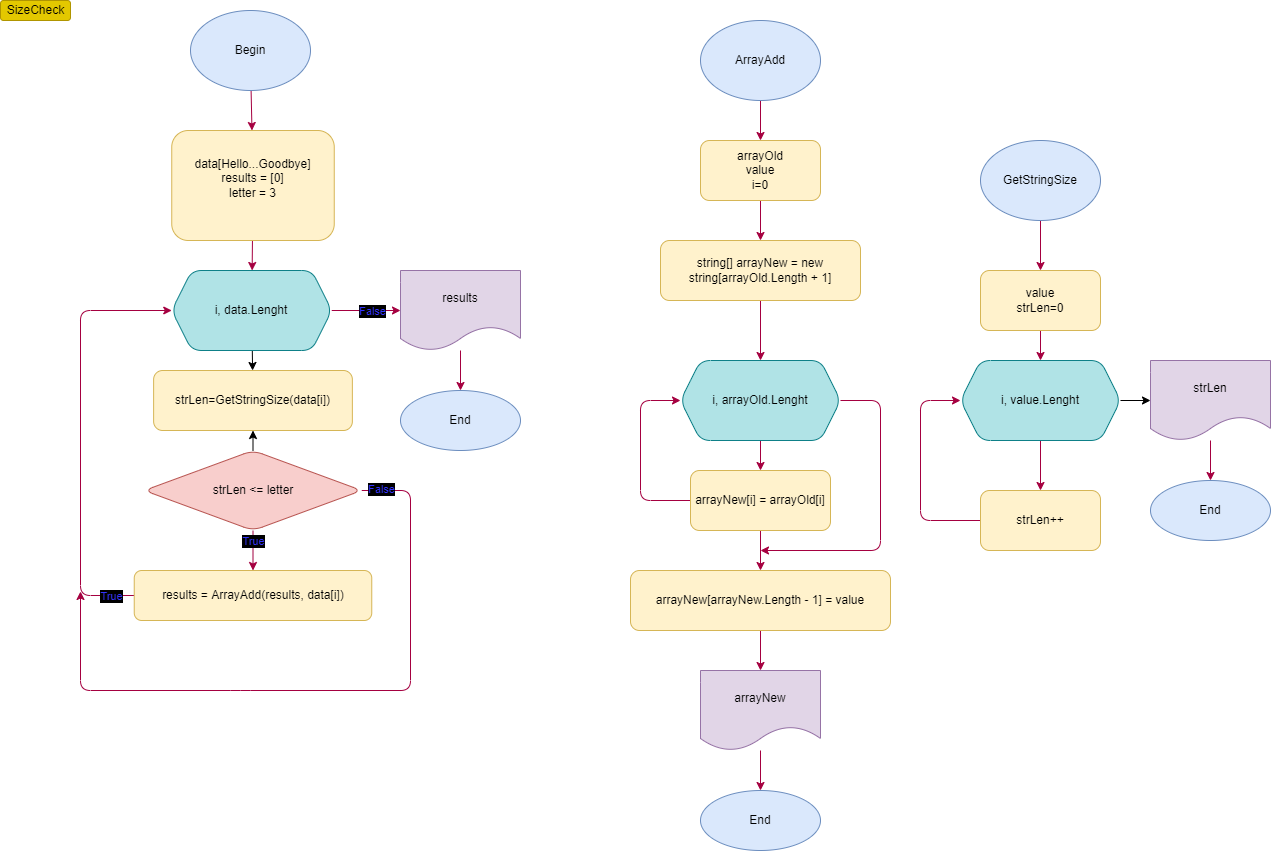 SizeCheck
Begin
data[Hello...Goodbye]
results = [0]
letter = 3
i, data.Lenght
False
results
End
strLen=GetStringSize(data[i])
strLen <= letter
False
True
results = ArrayAdd(results, data[i])
True
ArrayAdd
arrayOld
value
i=0
string[] arrayNew = new
string[arrayOld.Length + 1]
i, arrayOld.Lenght
arrayNew[i] = arrayOld[i]
arrayNew[arrayNew.Length - 1] = value
arrayNew
End
GetStringSize
value
strLen=0
i, value.Lenght
strLen
strLen++
End